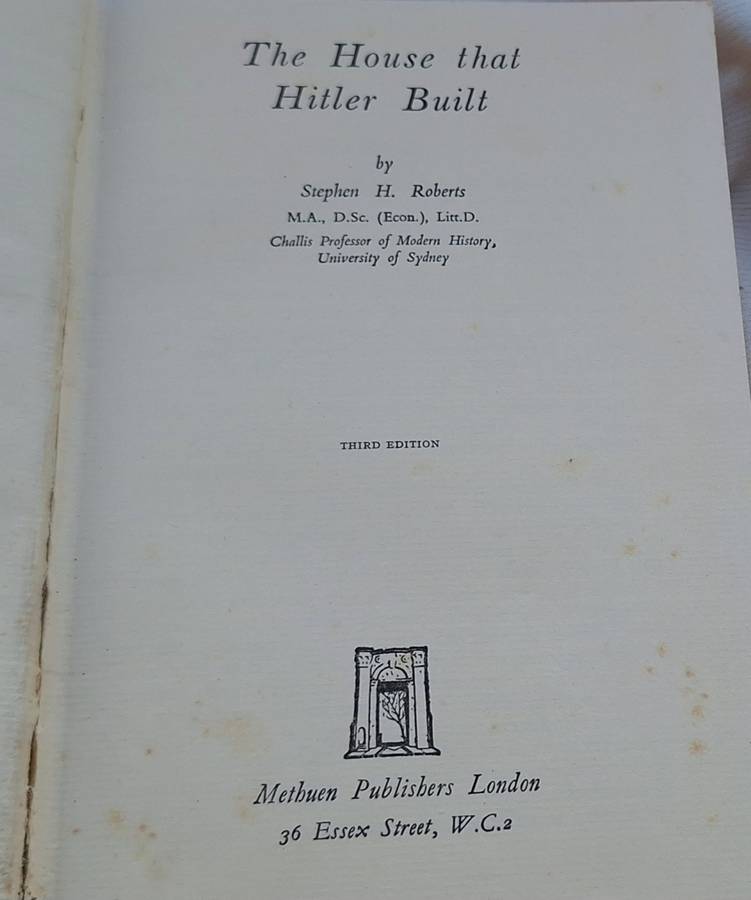 The House that
Hitler Built
by
Stephen H. Roberts
M.A., D.Sc. (Econ.), Litt.D.
Challis Professor of Modern History,
University of Sydney
THIRD EDITION
Methuen Publishers London
36 Essex Street, W.C.2